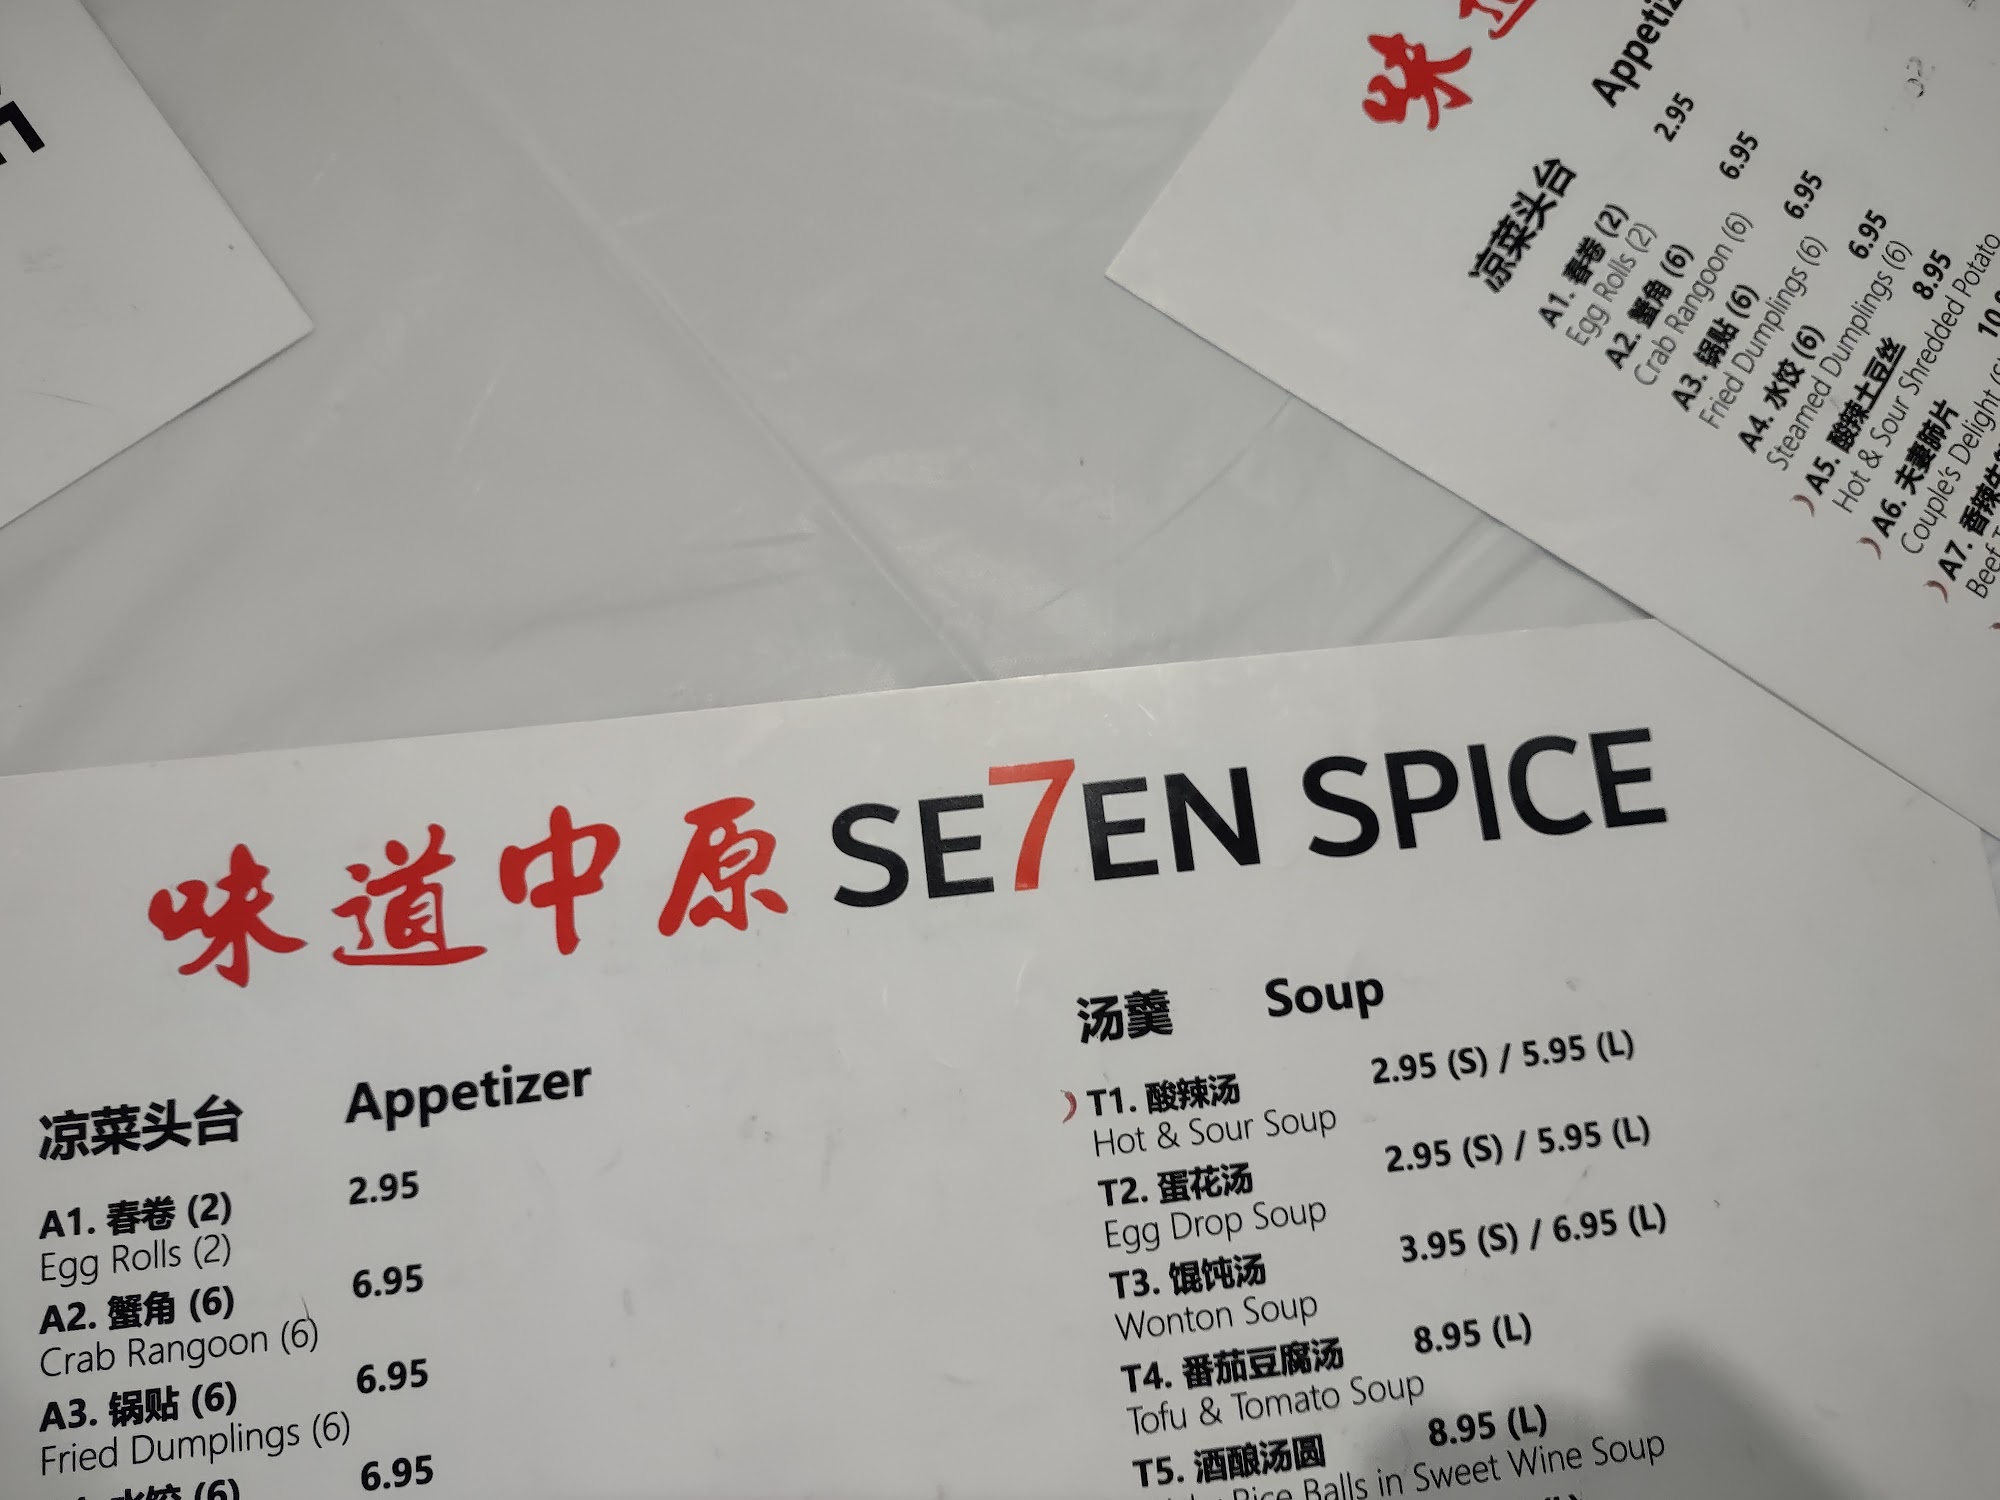 味道中原 SE7EN SPICE
凉菜头台 Appetizer
A1. 春卷 (2) 2.95
Egg Rolls (2)
A2. 蟹角 (6) 6.95
Crab Rangoon (6)
A3. 锅贴 (6) 6.95
Fried Dumplings (6)
水饺 (6) 6.95
汤羹 Soup
T1. 酸辣汤 2.95 (S) / 5.95 (L)
Hot & Sour Soup
T2. 蛋花汤 2.95 (S) / 5.95 (L)
Egg Drop Soup
T3. 馄饨汤 3.95 (S) / 6.95 (L)
Wonton Soup
T4. 番茄豆腐汤 8.95 (L)
Tofu & Tomato Soup
T5. 酒酿汤圆 8.95 (L)
Rice Balls in Sweet Wine Soup
味
凉菜头台
A1. 春卷 (2) 2.95
Egg Rolls (2)
A2. 蟹角 (6) 6.95
Crab Rangoon (6)
A3. 锅贴 (6) 6.95
Fried Dumplings (6)
A4. 水饺 (6) 6.95
Steamed Dumplings (6)
A5. 酸辣土豆丝 8.95
Hot & Sour Shredded Potato
A6. 夫妻肺片
Couple's Delight
A7. 香辣
Beef